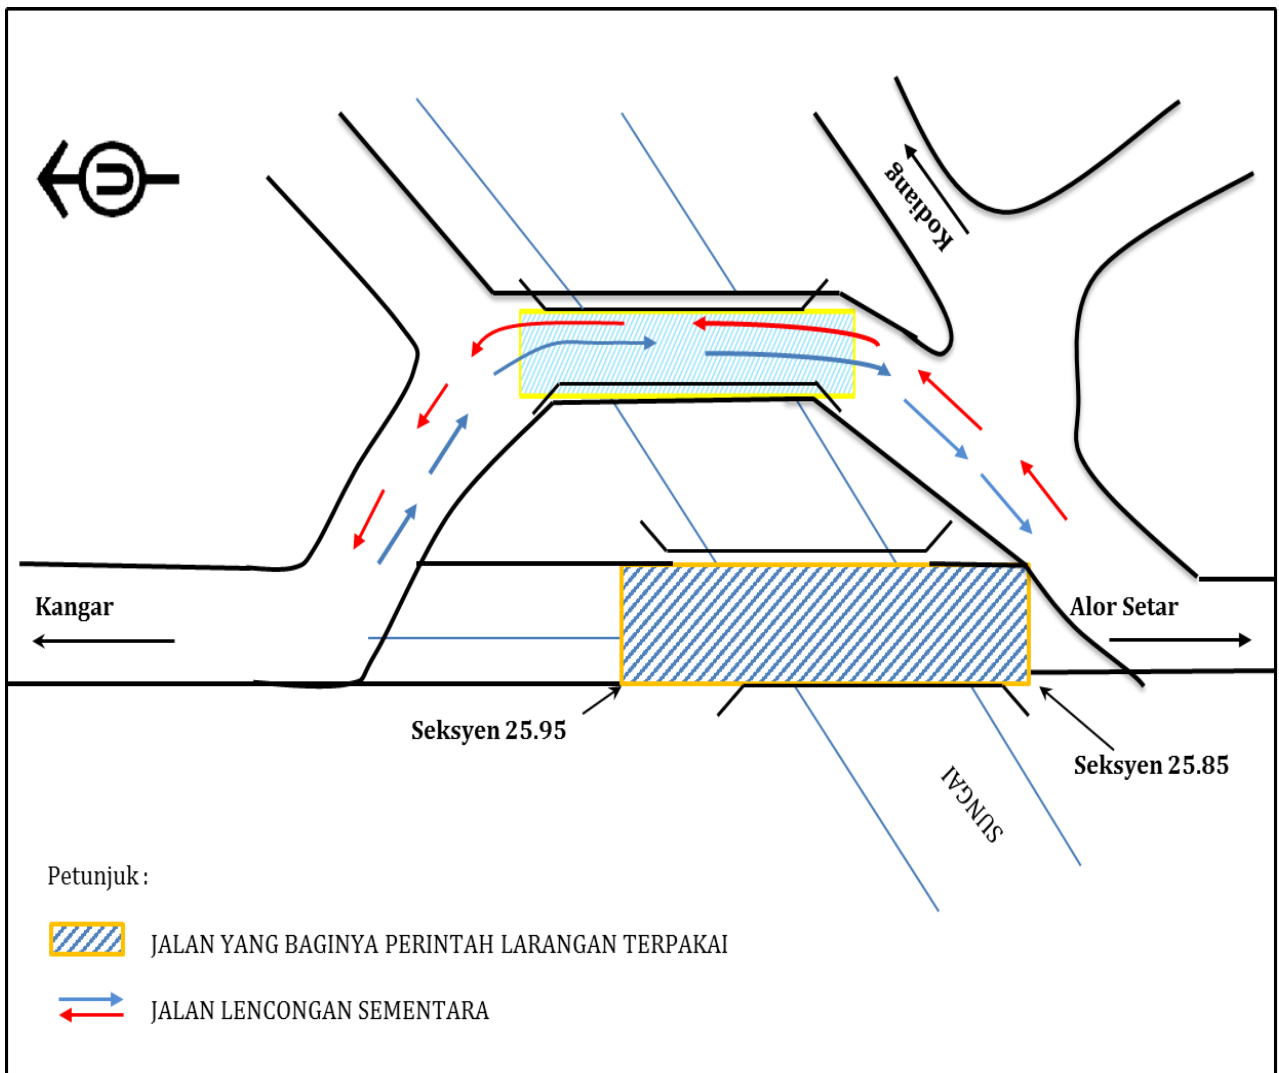 U
Kodiang
Kangar
Alor Setar
Seksyen 25.95
Seksyen 25.85
SUNGAI
Petunjuk :
JALAN YANG BAGINYA PERINTAH LARANGAN TERPAKAI
JALAN LENCONGAN SEMENTARA